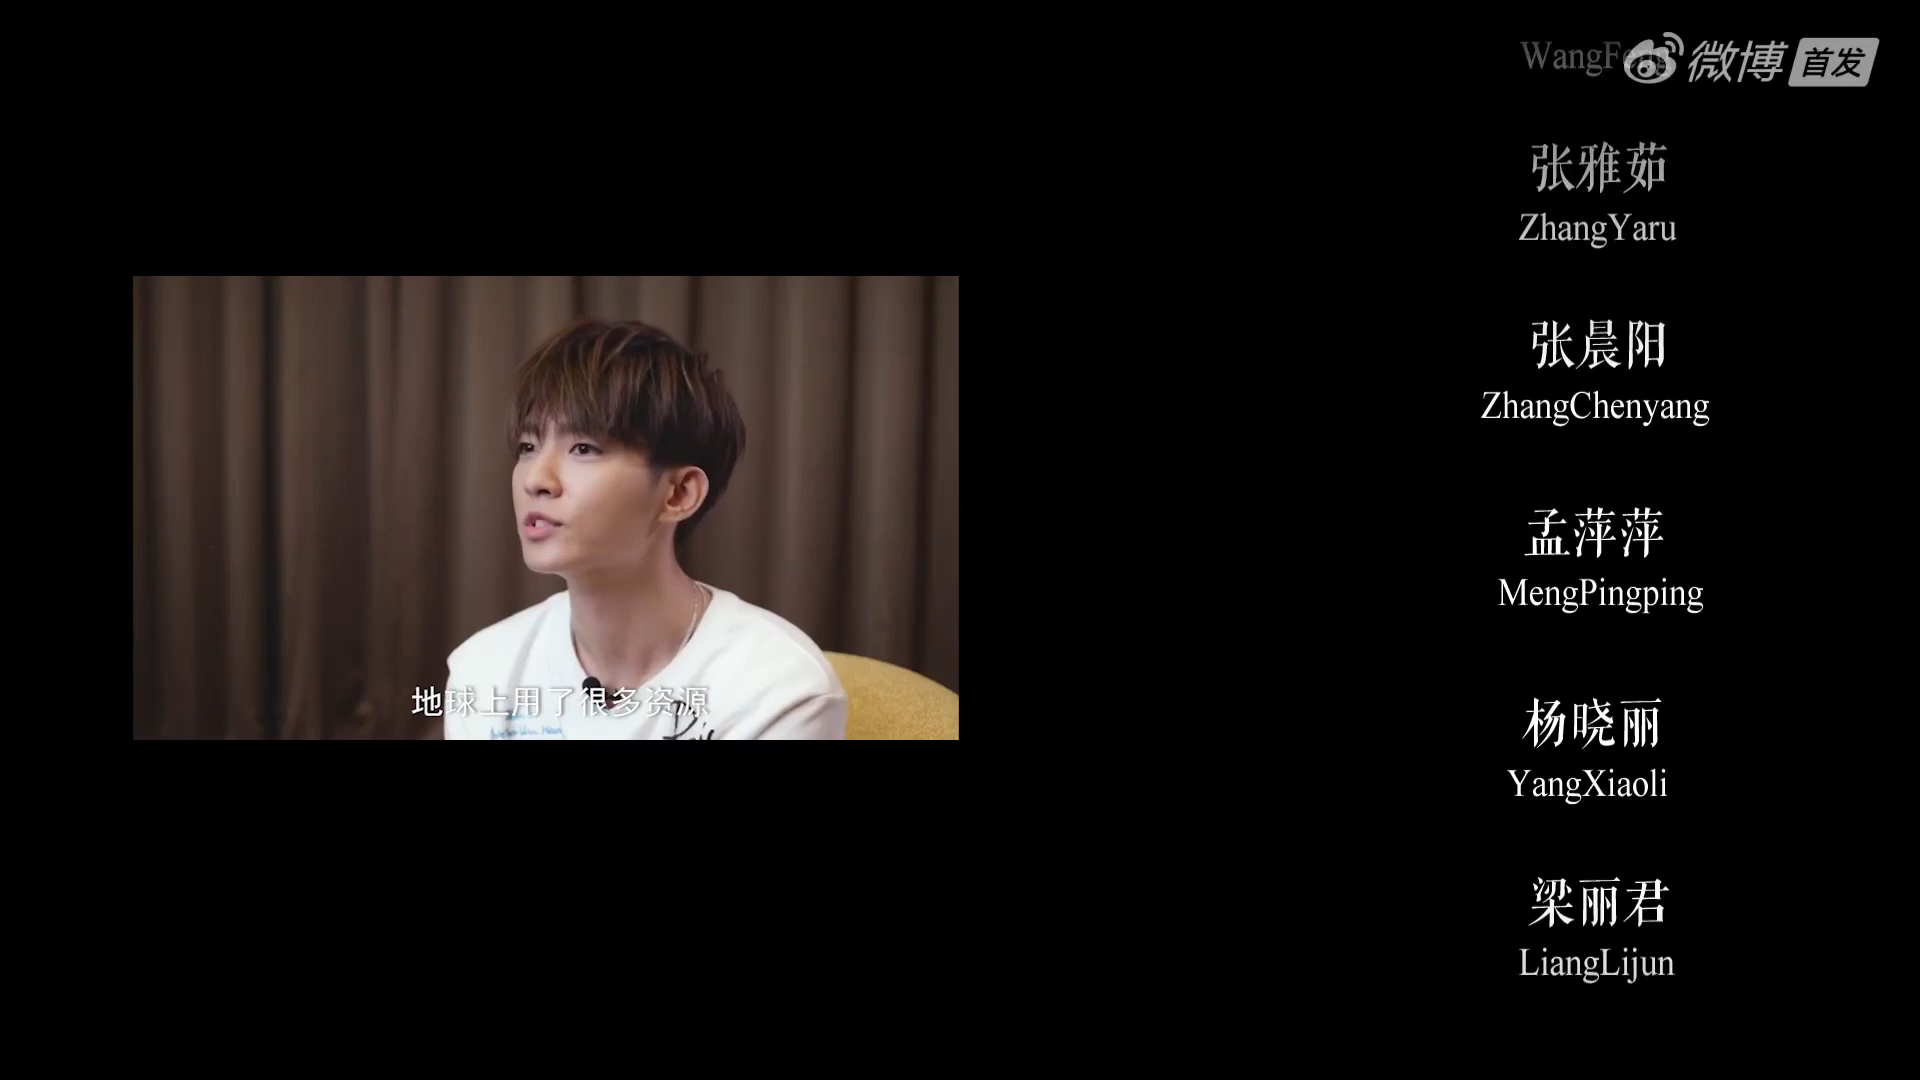 WangFeng
微博 首发
张雅茹
ZhangYaru
张晨阳
ZhangChenyang
孟萍萍
MengPingping
杨晓丽
YangXiaoli
梁丽君
LiangLijun
地球上用了很多资源